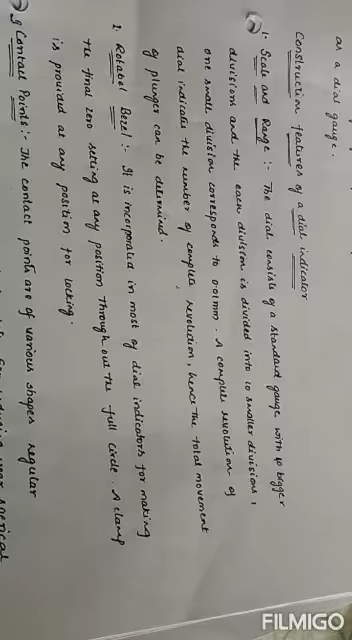 as a dial gauge.
Construction features of a dial indicator
1. Scale and Range :- The dial consists of a standard gauge with 10 bigger
divisions and the each division is divided into 10 smaller divisions,
one small division corresponds to 0.01mm. A complete revolution of
dial indicates the number of complete revolution, hence the total movement
of plunger can be determind.
2. Rotabel Bezel :- It is incorporated in most of dial indicators for making
the final zero setting at any position through out the full circle. A clamp
is provided at any position for locking.
3 Contact Points :- The contact points are of various shapes regular
FILMIGO